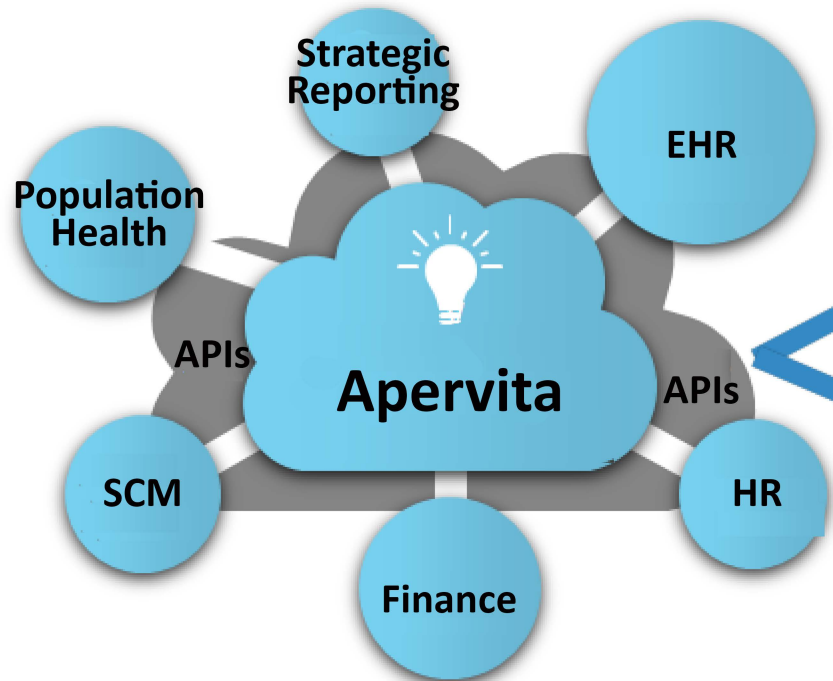 Strategic
Reporting
EHR
Population
Health
APIs
Apervita
APIs
SCM
HR
Finance